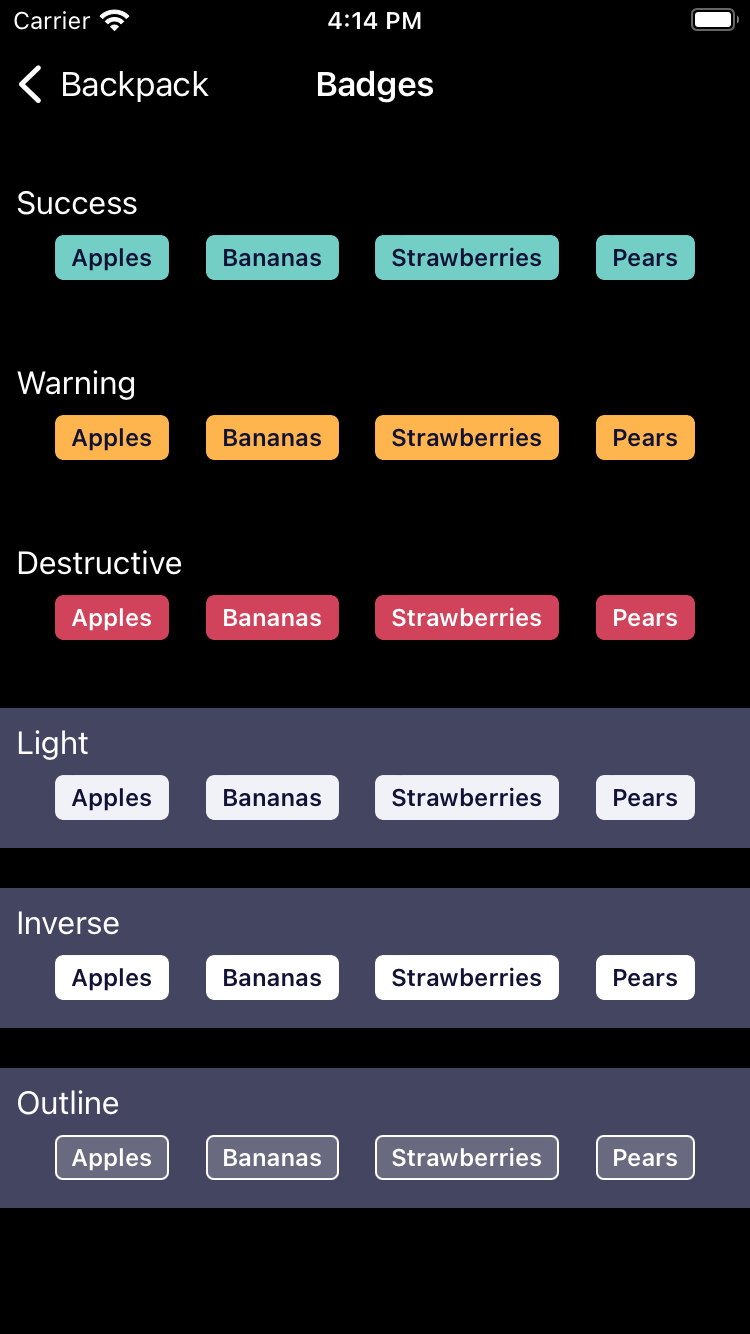 Carrier 4:14 PM
Backpack Badges
Success
Apples Bananas Strawberries Pears
Warning
Apples Bananas Strawberries Pears
Destructive
Apples Bananas Strawberries Pears
Light
Apples Bananas Strawberries Pears
Inverse
Apples Bananas Strawberries Pears
Outline
Apples Bananas Strawberries Pears